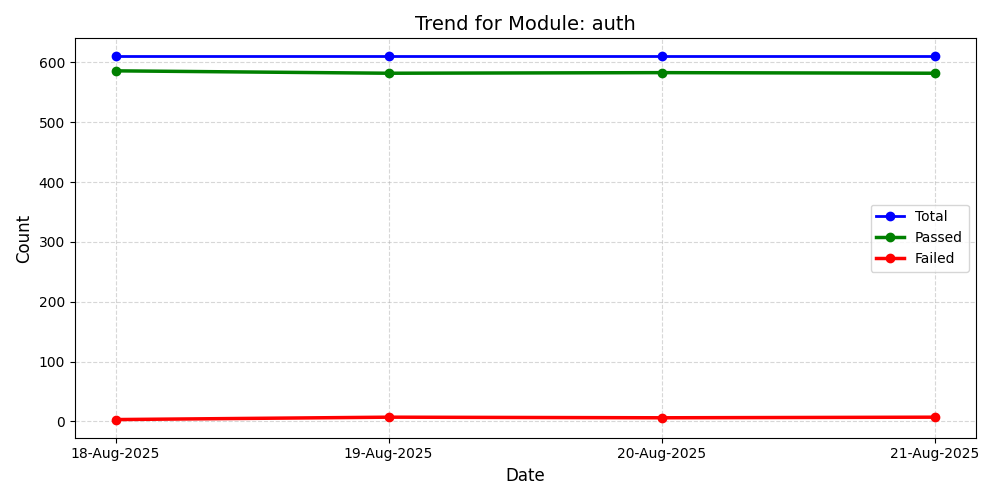 Trend for Module: auth
Count
600
500
400
300
200
100
0
Total
Passed
Failed
18-Aug-2025 19-Aug-2025 20-Aug-2025 21-Aug-2025
Date